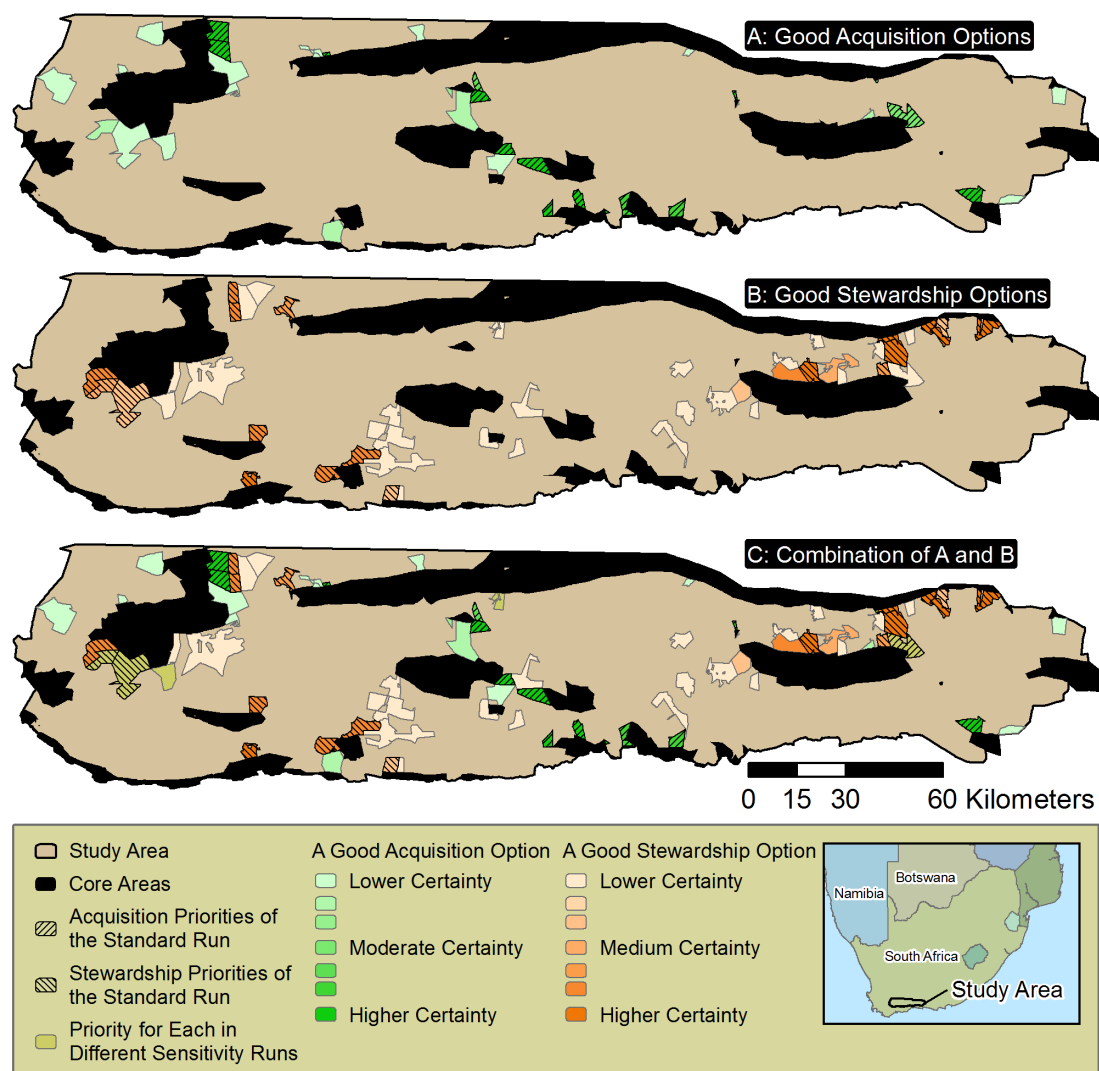 A: Good Acquisition Options
B: Good Stewardship Options
C: Combination of A and B
0 15 30 60 Kilometers
Study Area
Core Areas
Acquisition Priorities of
the Standard Run
Stewardship Priorities of
the Standard Run
Priority for Each in
Different Sensitivity Runs
A Good Acquisition Option
Lower Certainty
Moderate Certainty
Higher Certainty
A Good Stewardship Option
Lower Certainty
Medium Certainty
Higher Certainty
Namibia
Botswana
South Africa
Study Area